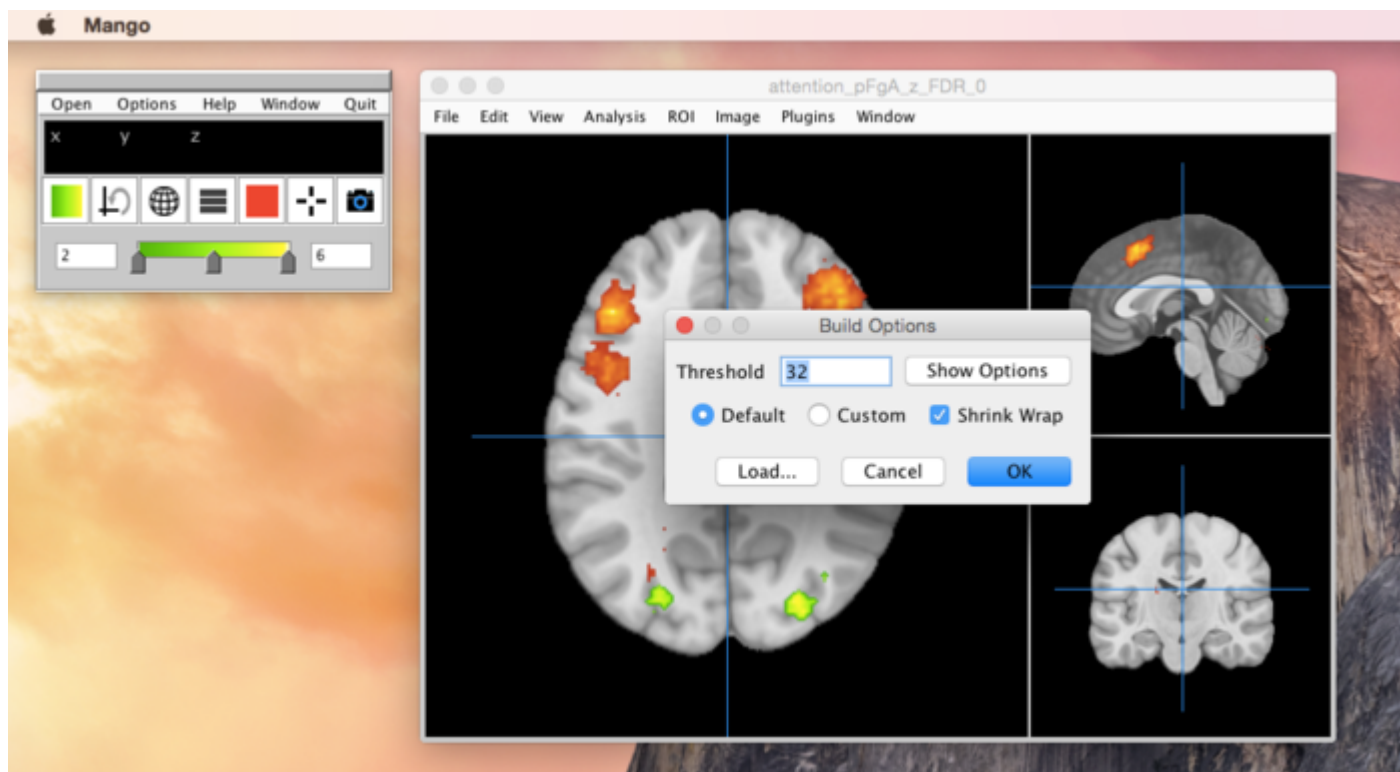 Mango
Open Options Help Window Quit
x y z
2 6
attention_pFgA_z_FDR_0
File Edit View Analysis ROI Image Plugins Window
Build Options
Threshold 32 Show Options
Default Custom Shrink Wrap
Load... Cancel OK